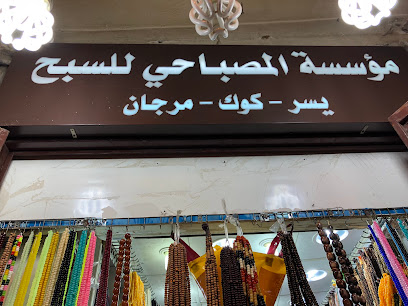 مؤسسة المصباحي للسبح
يسر - كوك - مرجان